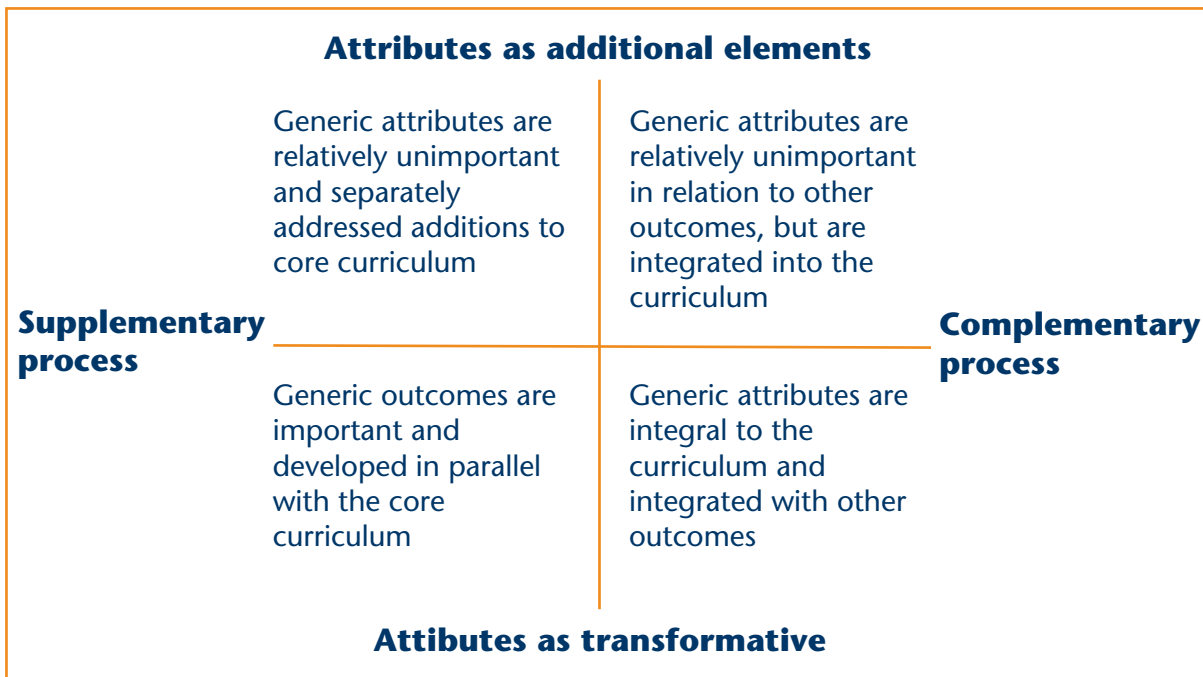 Attributes as additional elements
Generic attributes are
relatively unimportant
and separately
addressed additions to
core curriculum
Generic attributes are
relatively unimportant
in relation to other
outcomes, but are
integrated into the
curriculum
Supplementary
process
Complementary
process
Generic outcomes are
important and
developed in parallel
with the core
curriculum
Generic attributes are
integral to the
curriculum and
integrated with other
outcomes
Attibutes as transformative